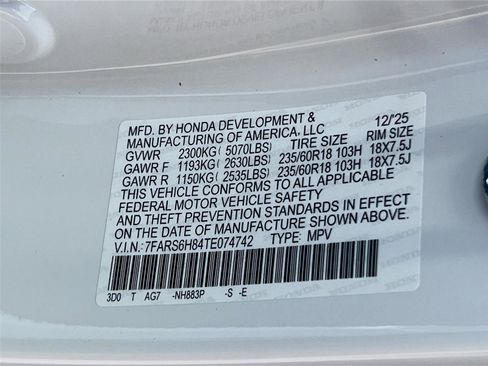 MFD. BY HONDA DEVELOPMENT & 12/'25
MANUFACTURING OF AMERICA, LLC
GVWR 2300KG( 5070LBS) TIRE SIZE RIM SIZE
GAWR F 1193KG( 2630LBS) 235/60R18 103H 18X7.5J
GAWR R 1150KG( 2535LBS) 235/60R18 103H 18X7.5J
THIS VEHICLE CONFORMS TO ALL APPLICABLE
FEDERAL MOTOR VEHICLE SAFETY
AND THEFT PREVENTION STANDARDS IN EFFECT
ON THE DATE OF MANUFACTURE SHOWN ABOVE.
V.I.N.: 7FARS6H84TE074742 TYPE: MPV
3D0 T AG7 -NH883P -S -E